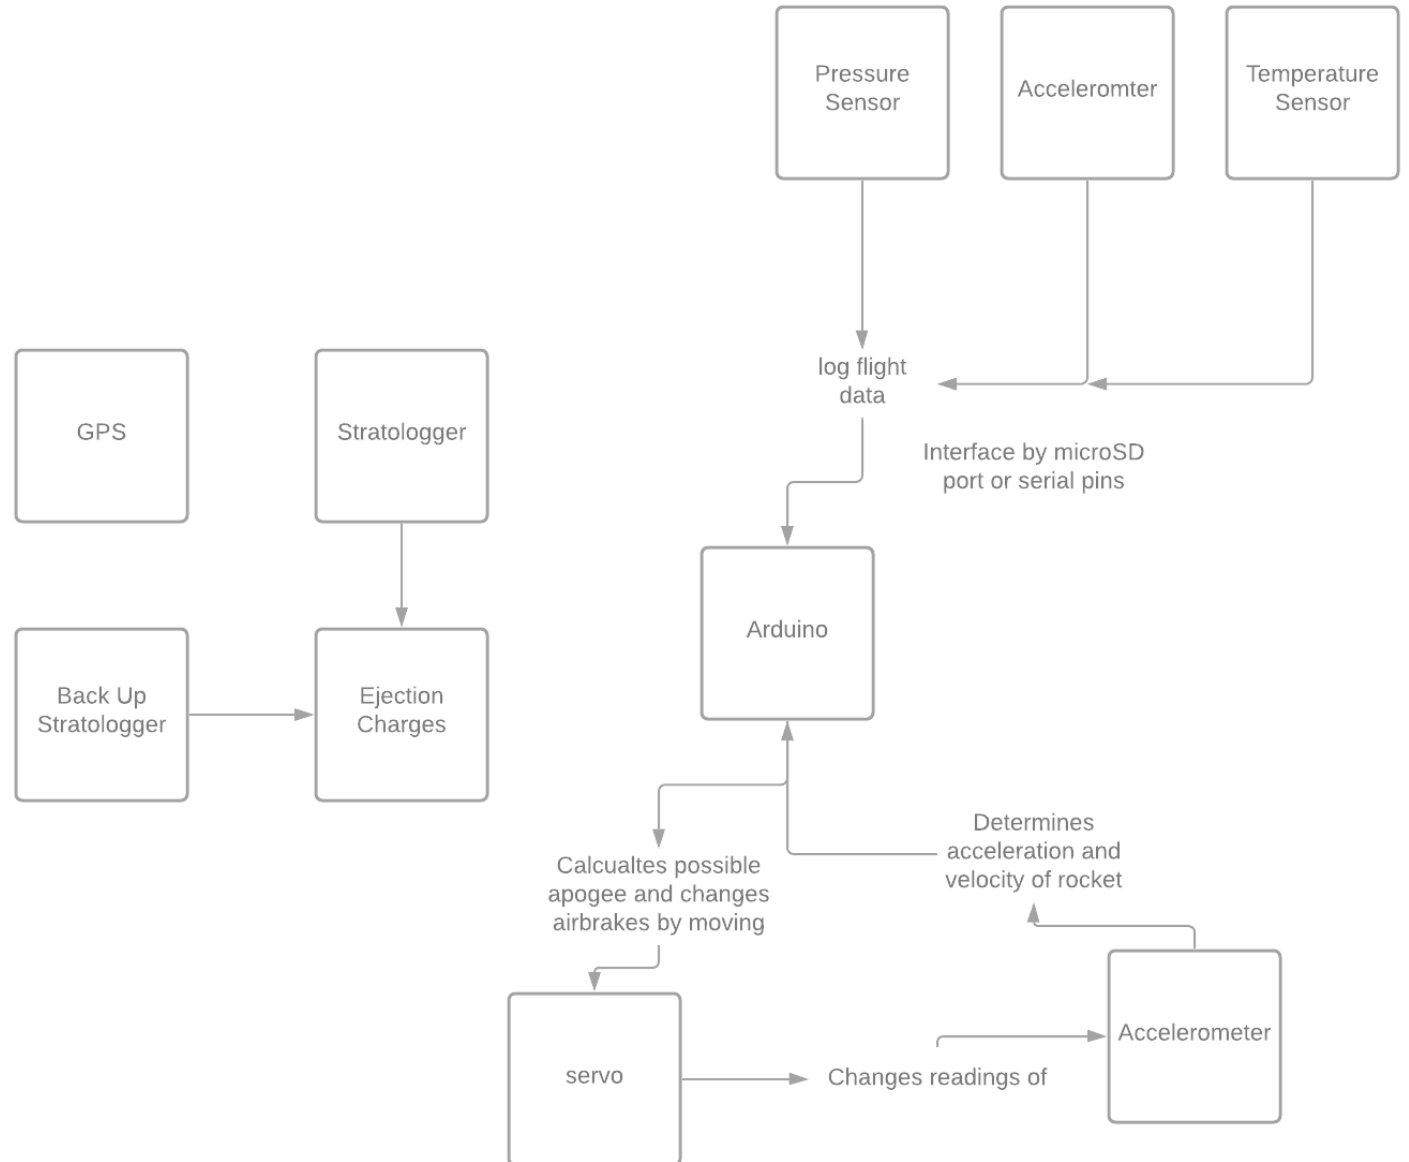 Pressure
Sensor
Acceleromter
Temperature
Sensor
log flight
data
GPS
Stratologger
Interface by microSD
port or serial pins
Arduino
Back Up
Stratologger
Ejection
Charges
Determines
acceleration and
velocity of rocket
Calcualtes possible
apogee and changes
airbrakes by moving
Accelerometer
servo
Changes readings of